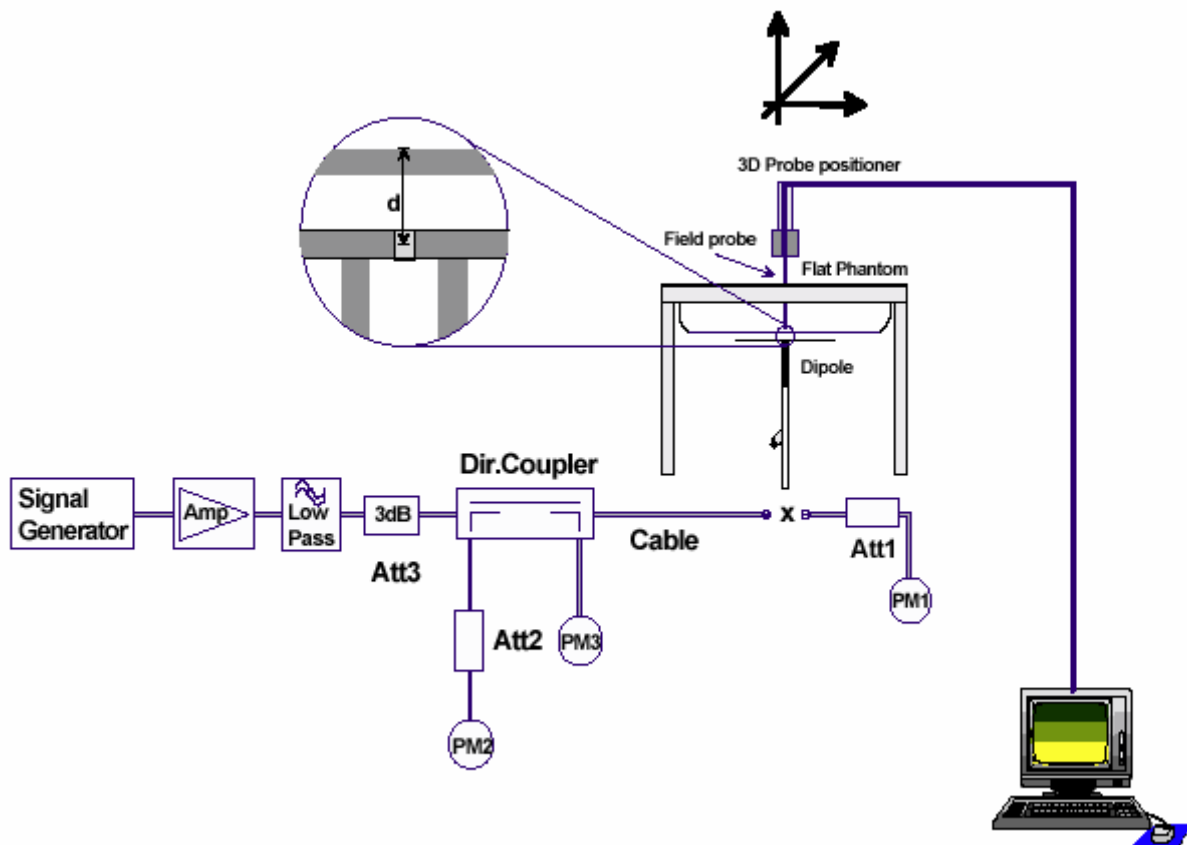 3D Probe positioner
d
Field probe
Flat Phantom
Dipole
Dir.Coupler
Signal
Generator
Amp
Low
Pass
3dB
Att3
Cable
x
Att1
PM1
Att2
PM3
PM2